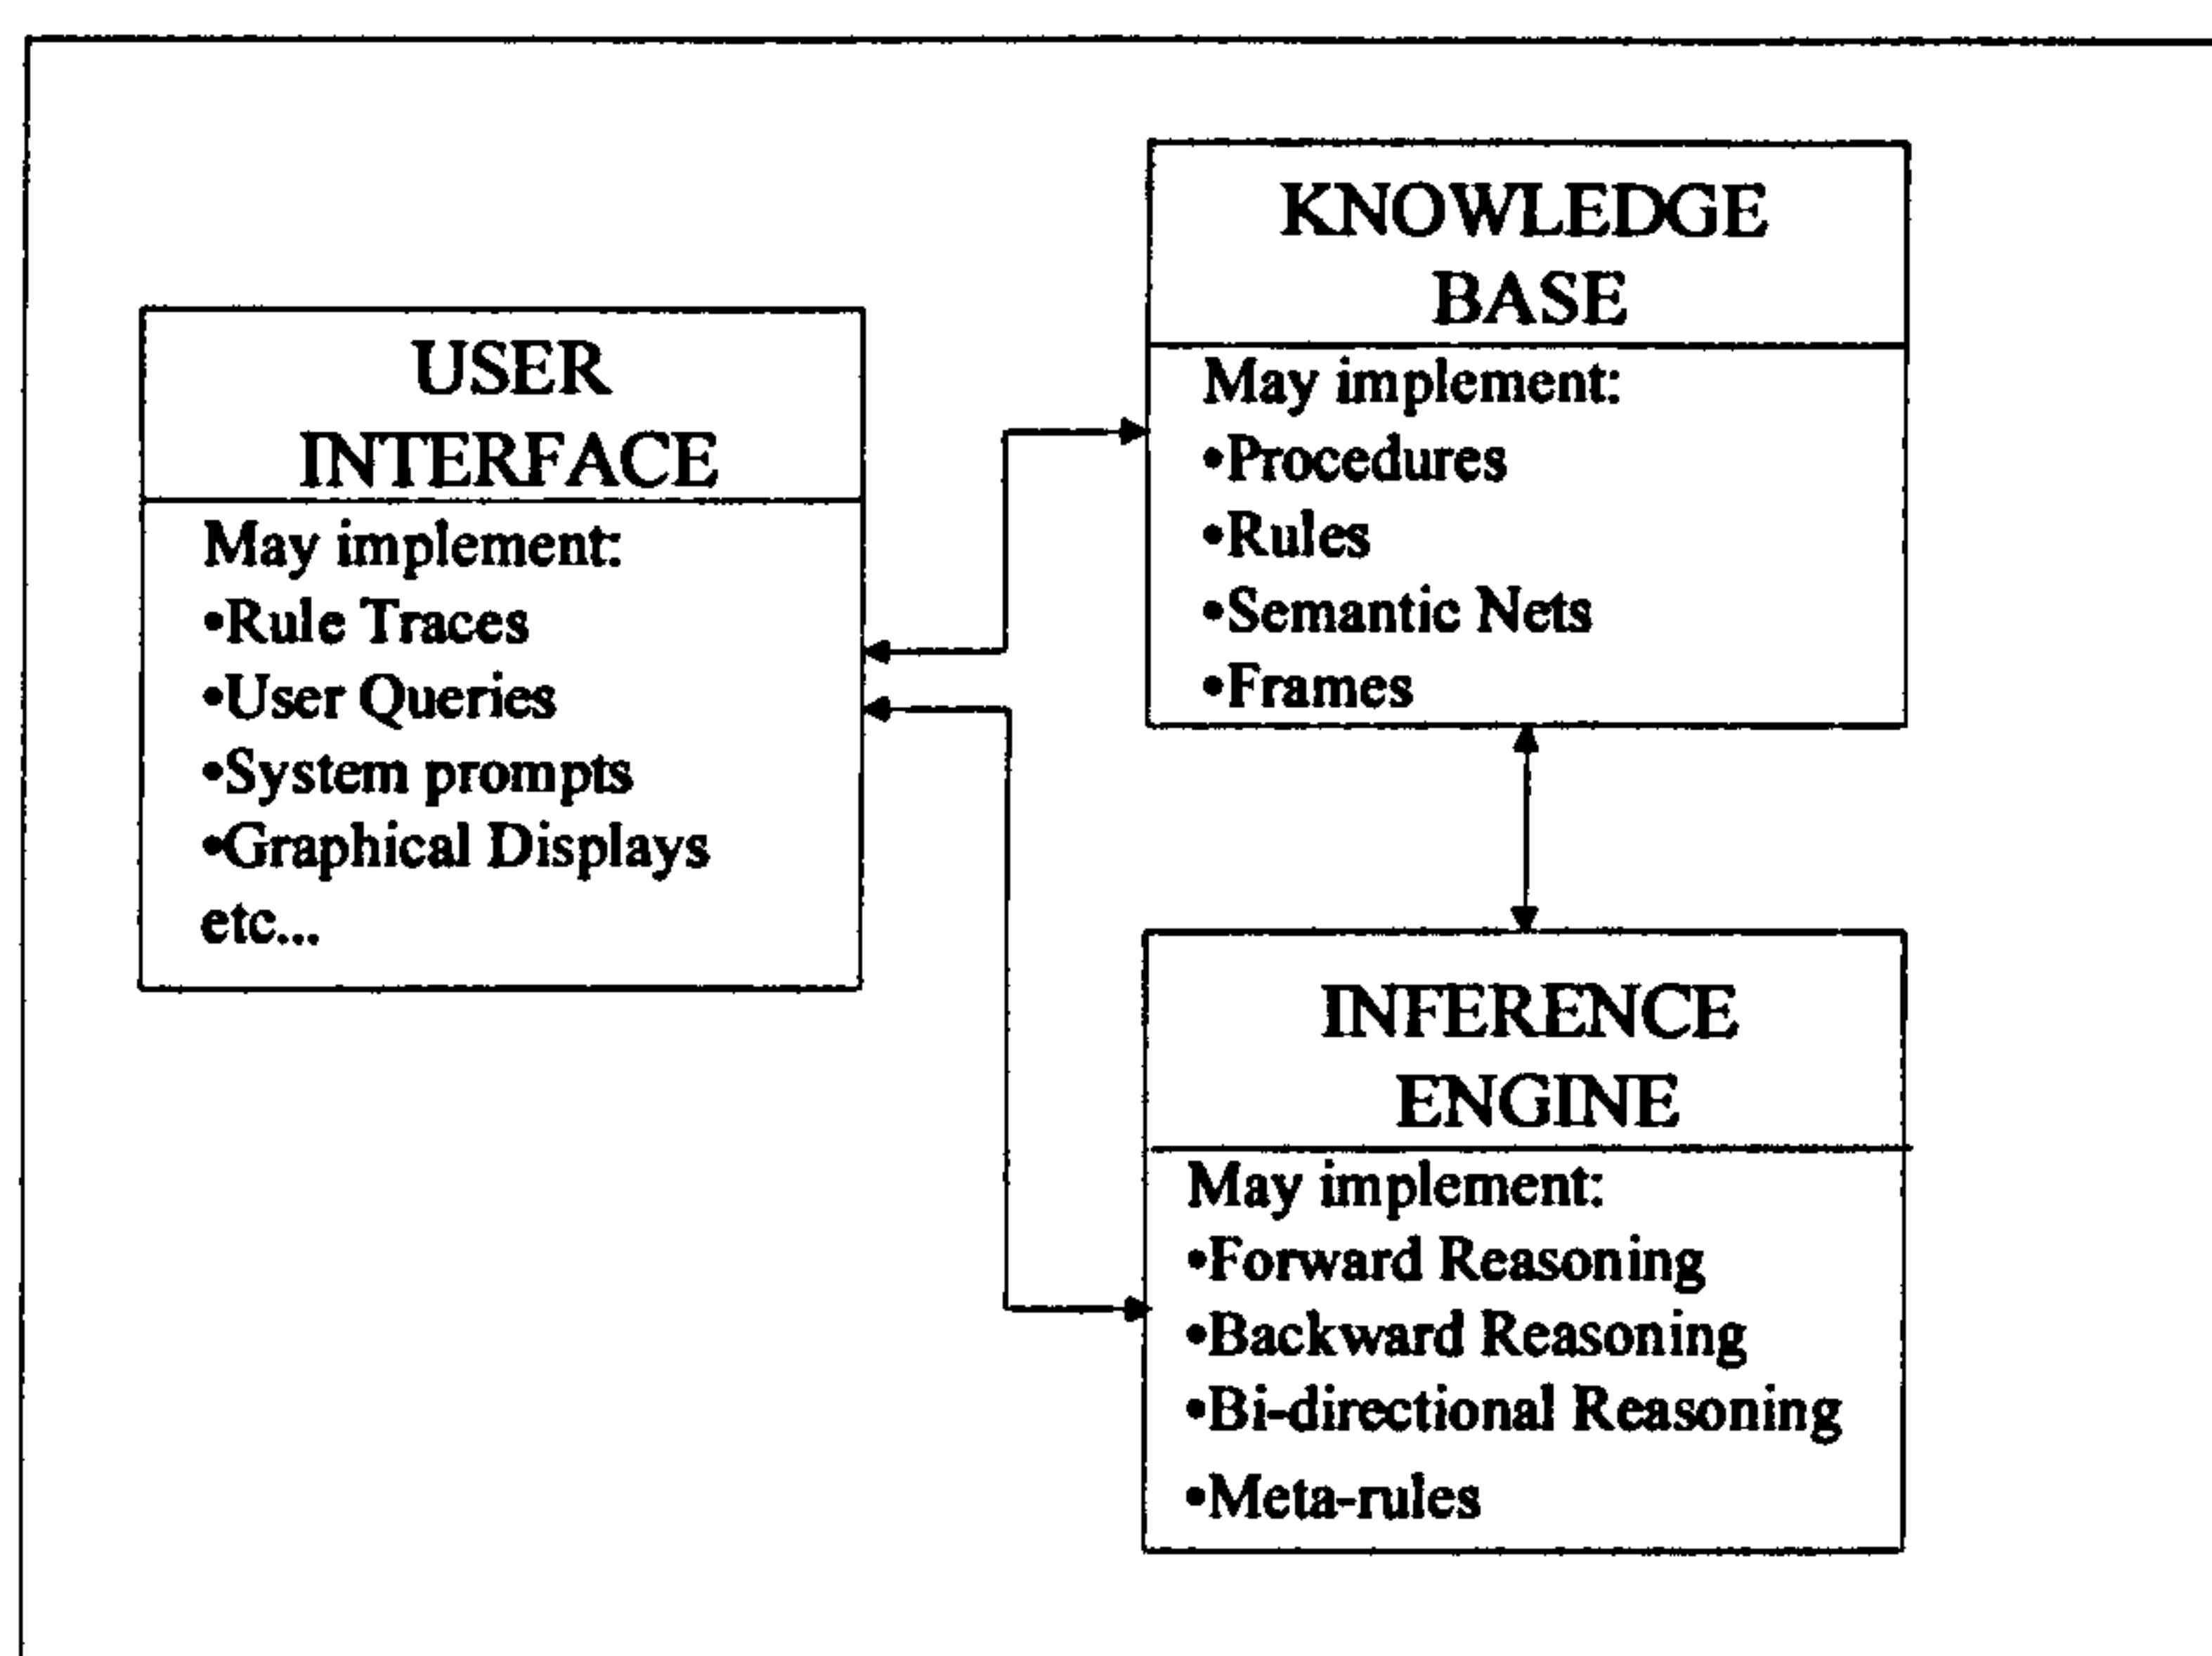 USER
INTERFACE
May implement:
•Rule Traces
•User Queries
•System prompts
•Graphical Displays
etc...
KNOWLEDGE
BASE
May implement:
•Procedures
•Rules
•Semantic Nets
•Frames
INFERENCE
ENGINE
May implement:
•Forward Reasoning
•Backward Reasoning
•Bi-directional Reasoning
•Meta-rules